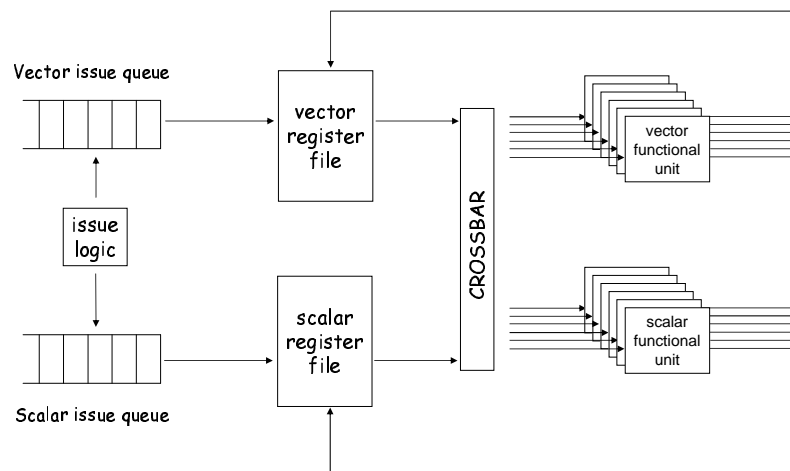 Vector issue queue
vector
register
file
vector
functional
unit
issue
logic
CROSSBAR
scalar
register
file
scalar
functional
unit
Scalar issue queue